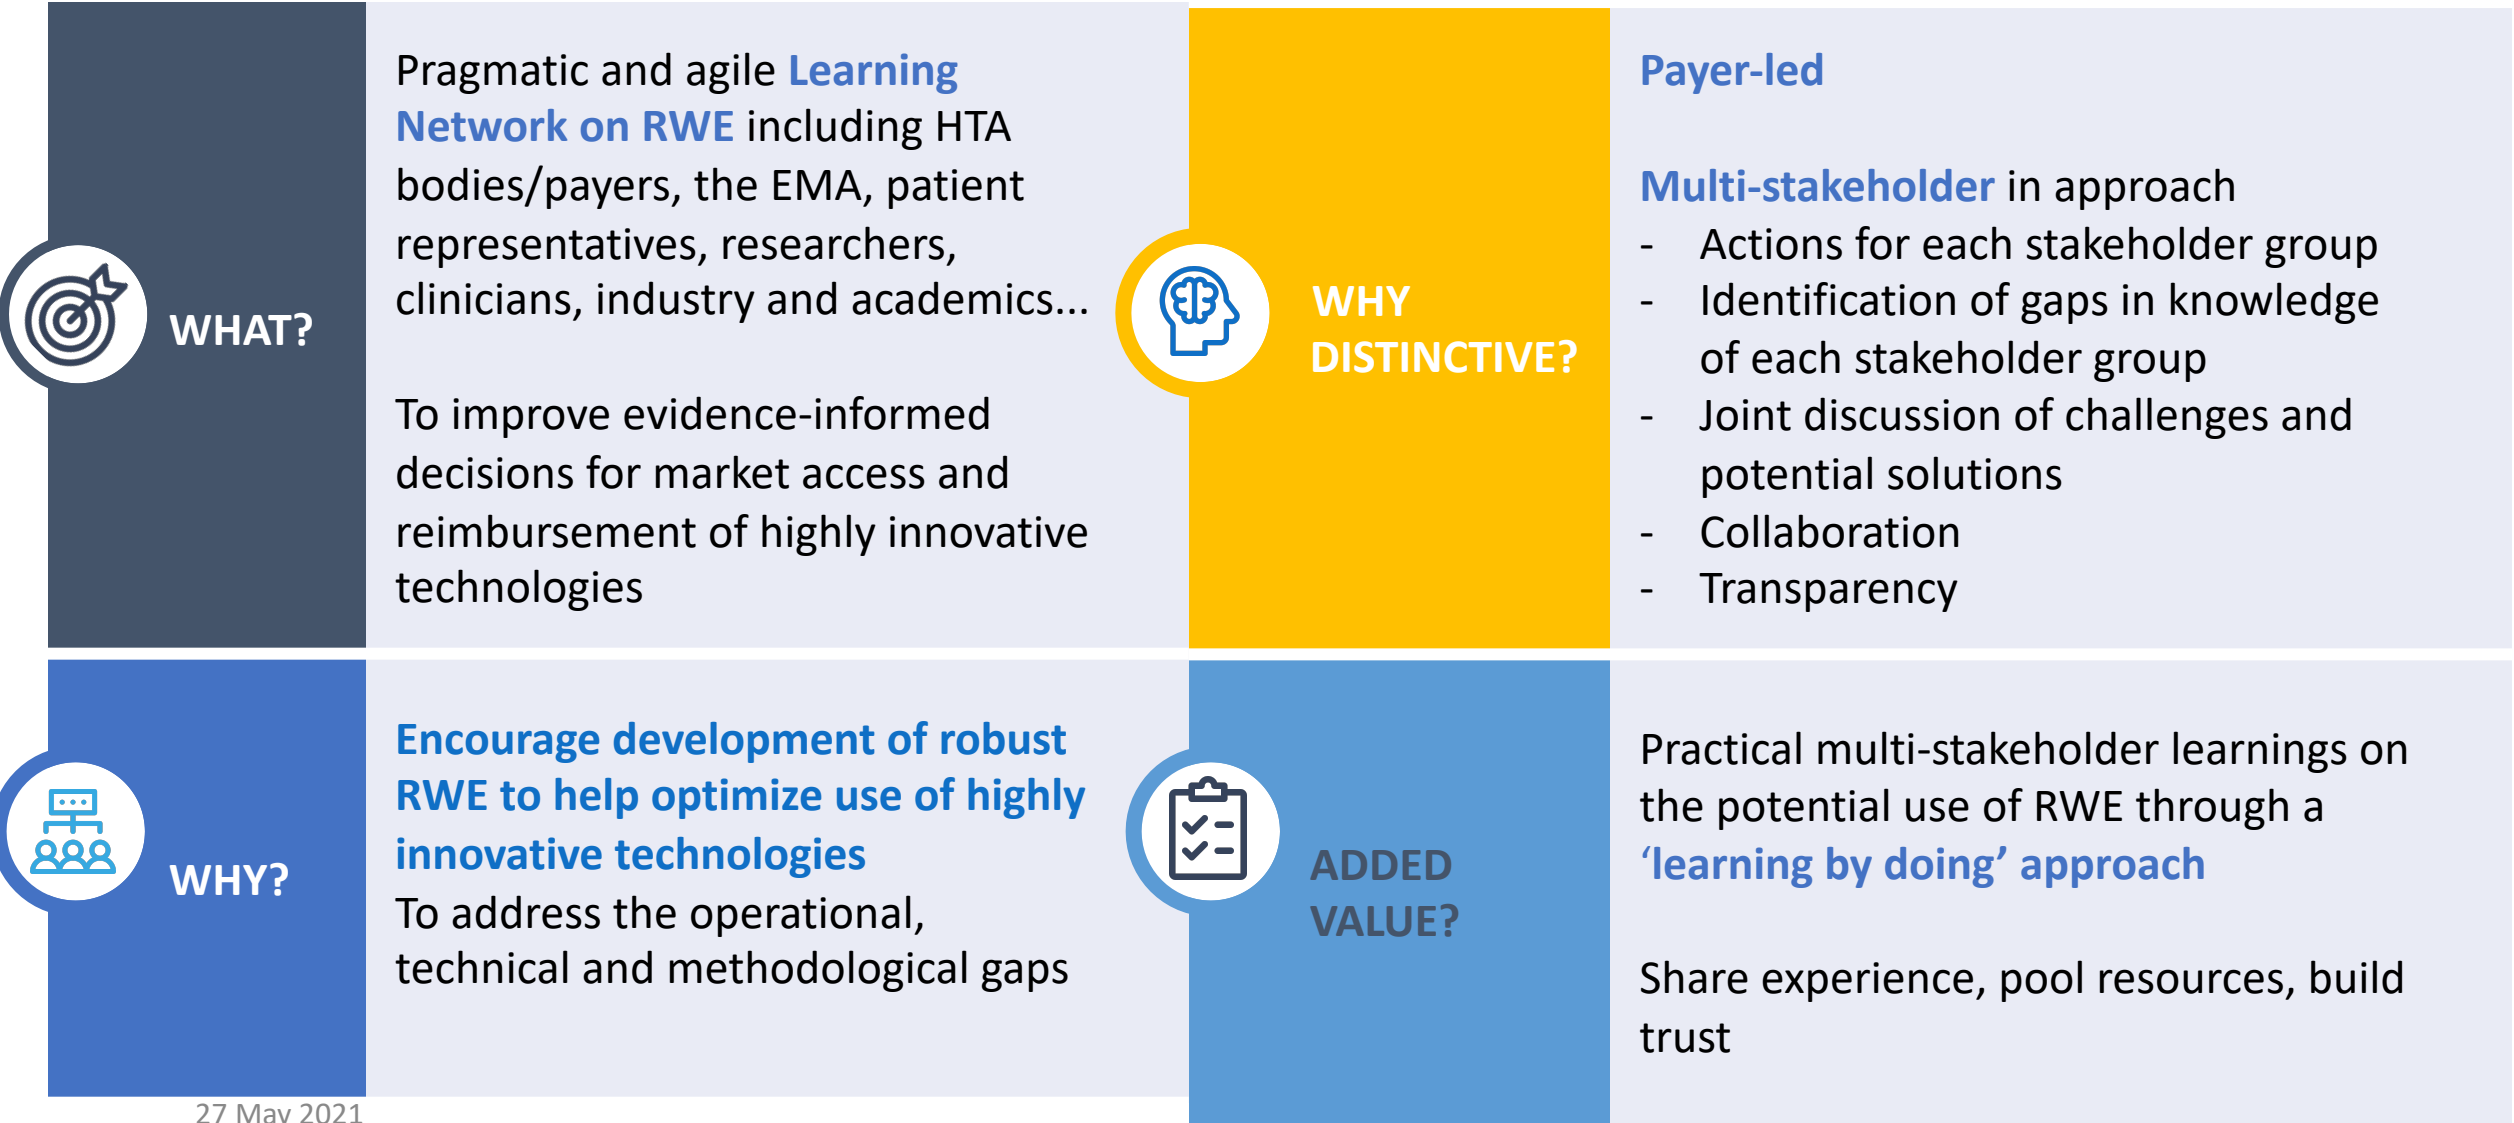 WHAT?
Pragmatic and agile Learning
Network on RWE including HTA
bodies/payers, the EMA, patient
representatives, researchers,
clinicians, industry and academics...
To improve evidence-informed
decisions for market access and
reimbursement of highly innovative
technologies
WHY
DISTINCTIVE?
Payer-led
Multi-stakeholder in approach
- Actions for each stakeholder group
- Identification of gaps in knowledge
of each stakeholder group
- Joint discussion of challenges and
potential solutions
- Collaboration
- Transparency
WHY?
Encourage development of robust
RWE to help optimize use of highly
innovative technologies
To address the operational,
technical and methodological gaps
ADDED
VALUE?
Practical multi-stakeholder learnings on
the potential use of RWE through a
‘learning by doing’ approach
Share experience, pool resources, build
trust
27 May 2021